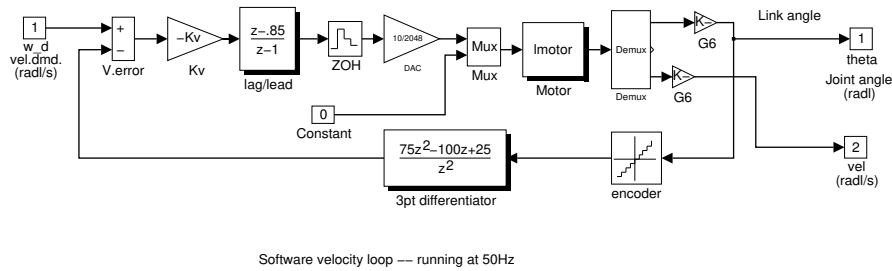 1
w_d
vel.dmd.
(radl/s)
+
−
V.error
−Kv
Kv
z−.85
z−1
lag/lead
ZOH
10/2048
DAC
Mux
Mux
0
Constant
lmotor
Motor
Demux
Demux
K−
G6
K−
G6
Link angle
1
theta
Joint angle
(radl)
2
vel
(radl/s)
75z2−100z+25
z2
3pt differentiator
encoder
Software velocity loop −− running at 50Hz